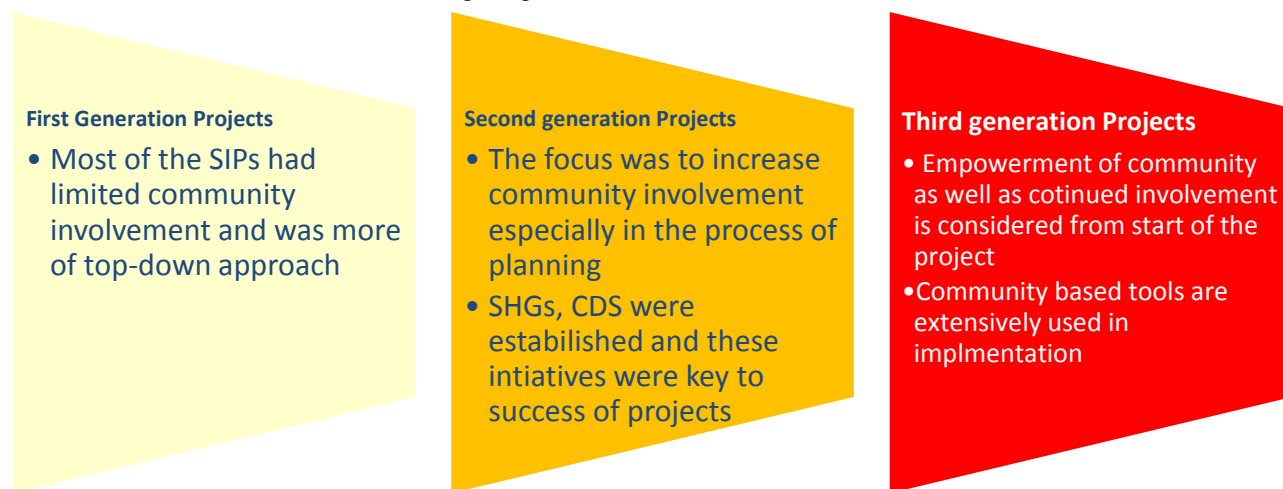 First Generation Projects
• Most of the SIPs had
limited community
involvement and was more
of top-down approach
Second generation Projects
• The focus was to increase
community involvement
especially in the process of
planning
• SHGs, CDS were
estabilished and these
intiatives were key to
success of projects
Third generation Projects
• Empowerment of community
as well as cotinued involvement
is considered from start of the
project
•Community based tools are
extensively used in
implmentation